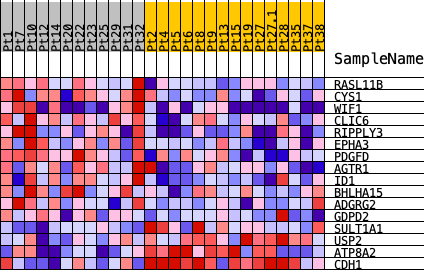 Pt1 Pt7 Pt10 Pt12 Pt14 Pt20 Pt22 Pt23 Pt25 Pt29 Pt31 Pt32 Pt2 Pt4 Pt5 Pt6 Pt8 Pt9 Pt13 Pt15 Pt19 Pt27 Pt27.1 Pt28 Pt35 Pt37 Pt38
SampleName
RASL11B
CYS1
WIF1
CLIC6
RIPPLY3
EPHA3
PDGFD
AGTR1
ID1
BHLHA15
ADGRG2
GDPD2
SULT1A1
USP2
ATP8A2
CDH1